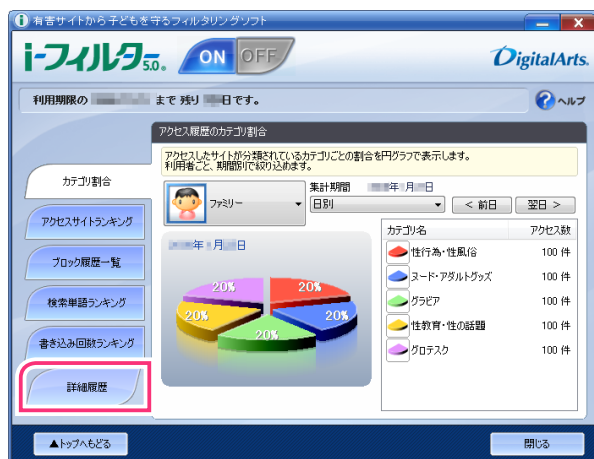 有害サイトから子どもを守るフィルタリングソフト
i-フィルター5.0. ON OFF DigitalArts.
利用期限の まで 残り 日です。 ヘルプ
アクセス履歴のカテゴリ割合
アクセスしたサイトが分類されているカテゴリごとの割合を円グラフで表示します。
利用者ごと、期間別で絞り込めます。
カテゴリ割合
アクセスサイトランキング
ブロック履歴一覧
検索単語ランキング
書き込み回数ランキング
詳細履歴
ファミリー
集計期間 年 月 日
日別 < 前日 翌日 >
年 月 日
20% 20%
20% 20%
20%
カテゴリ名 アクセス数
性行為・性風俗 100 件
ヌード・アダルトグッズ 100 件
グラビア 100 件
性教育・性の話題 100 件
グロテスク 100 件
▲トップへもどる 閉じる